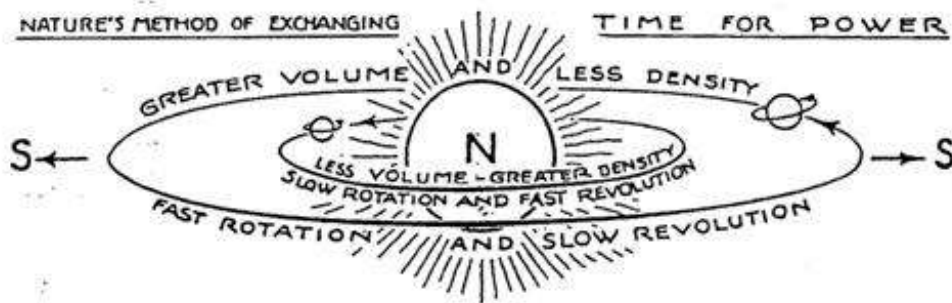 NATURE'S METHOD OF EXCHANGING TIME FOR POWER
GREATER VOLUME AND LESS DENSITY
S N S
LESS VOLUME - GREATER DENSITY
SLOW ROTATION AND FAST REVOLUTION
FAST ROTATION AND SLOW REVOLUTION